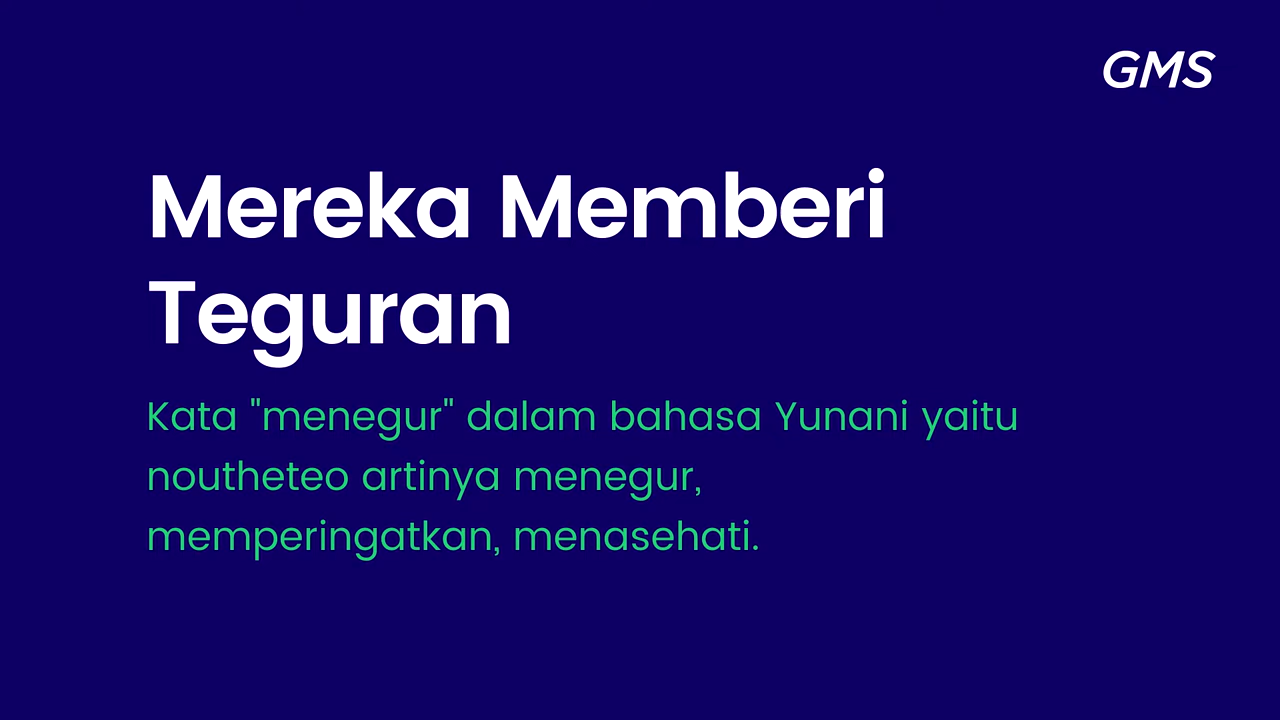 GMS
Mereka Memberi
Teguran
Kata "menegur" dalam bahasa Yunani yaitu
noutheteo artinya menegur,
memperingatkan, menasehati.